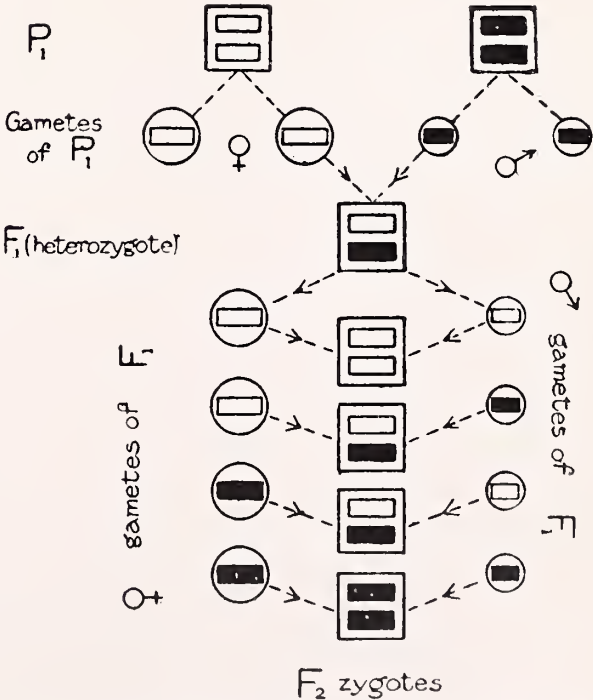 P₁
Gametes
of P₁
♀
♂
F₁(heterozygote)
♀ gametes of F₁
♂ gametes of F₁
F₂ zygotes